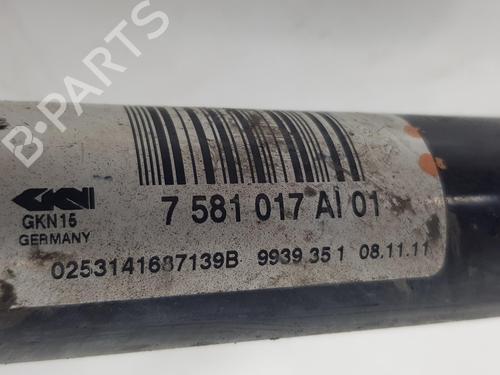 B-PARTS
7 581 017 AI 01
GKN
GKN15
GERMANY
0253141687139B 9939 35 1 08.11.11